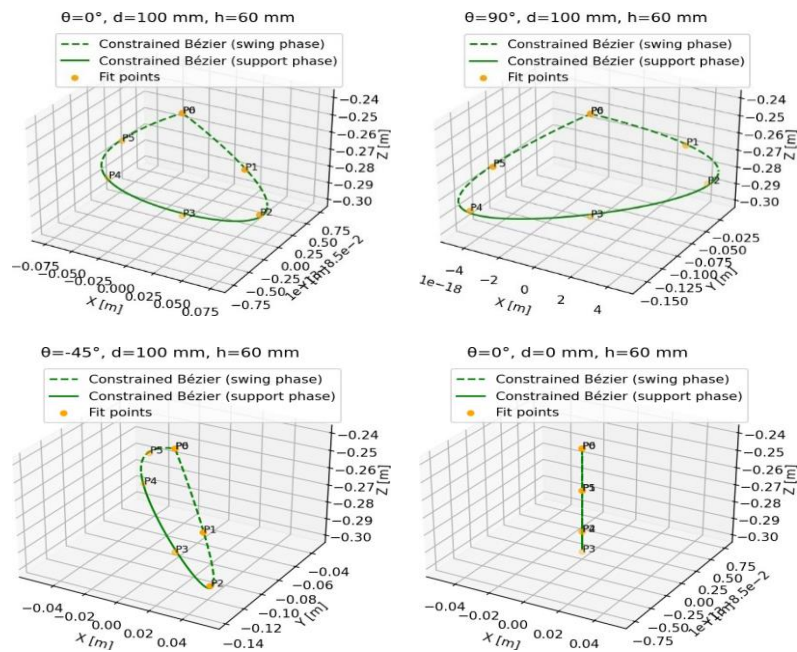 θ=0°, d=100 mm, h=60 mm
Constrained Bézier (swing phase)
Constrained Bézier (support phase)
Fit points
P5
P1
P4
P3
P2
−0.24
−0.25
−0.26
−0.27
−0.28
−0.29
−0.30
Z [m]
−0.075
−0.050
−0.025
0.000
0.025
0.050
0.075
X [m]
−0.75
−0.50
−0.25
0.00
0.25
0.50
0.75
θ=90°, d=100 mm, h=60 mm
Constrained Bézier (swing phase)
Constrained Bézier (support phase)
Fit points
P1
P5
P2
P4
P3
−0.24
−0.25
−0.26
−0.27
−0.28
−0.29
−0.30
Z [m]
1e−18
−4
−2
0
2
4
X [m]
−0.150
−0.125
−0.100
−0.075
−0.050
−0.025
Y [m]
θ=-45°, d=100 mm, h=60 mm
Constrained Bézier (swing phase)
Constrained Bézier (support phase)
Fit points
P5
P4
P1
P3
P2
−0.24
−0.25
−0.26
−0.27
−0.28
−0.29
−0.30
Z [m]
−0.04
−0.02
0.00
0.02
0.04
X [m]
−0.14
−0.12
−0.10
−0.08
−0.06
−0.04
Y [m]
θ=0°, d=0 mm, h=60 mm
Constrained Bézier (swing phase)
Constrained Bézier (support phase)
Fit points
P3
−0.24
−0.25
−0.26
−0.27
−0.28
−0.29
−0.30
Z [m]
−0.04
−0.02
0.00
0.02
0.04
X [m]
−0.75
−0.50
−0.25
0.00
0.25
0.50
0.75